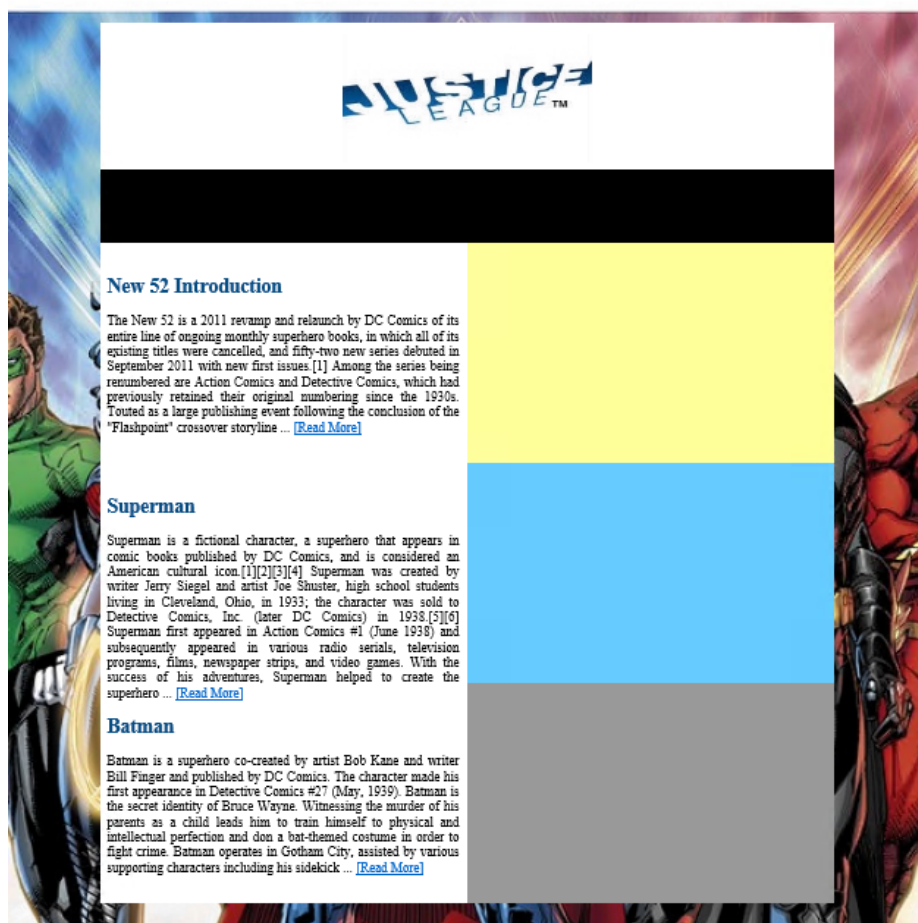 JUSTICE
LEAGUE™
New 52 Introduction
The New 52 is a 2011 revamp and relaunch by DC Comics of its
entire line of ongoing monthly superhero books, in which all of its
existing titles were cancelled, and fifty-two new series debuted in
September 2011 with new first issues.[1] Among the series being
renumbered are Action Comics and Detective Comics, which had
previously retained their original numbering since the 1930s.
Touted as a large publishing event following the conclusion of the
"Flashpoint" crossover storyline ... [Read More]
Superman
Superman is a fictional character, a superhero that appears in
comic books published by DC Comics, and is considered an
American cultural icon.[1][2][3][4] Superman was created by
writer Jerry Siegel and artist Joe Shuster, high school students
living in Cleveland, Ohio, in 1933; the character was sold to
Detective Comics, Inc. (later DC Comics) in 1938.[5][6]
Superman first appeared in Action Comics #1 (June 1938) and
subsequently appeared in various radio serials, television
programs, films, newspaper strips, and video games. With the
success of his adventures, Superman helped to create the
superhero ... [Read More]
Batman
Batman is a superhero co-created by artist Bob Kane and writer
Bill Finger and published by DC Comics. The character made his
first appearance in Detective Comics #27 (May, 1939). Batman is
the secret identity of Bruce Wayne. Witnessing the murder of his
parents as a child leads him to train himself to physical and
intellectual perfection and don a bat-themed costume in order to
fight crime. Batman operates in Gotham City, assisted by various
supporting characters including his sidekick ... [Read More]